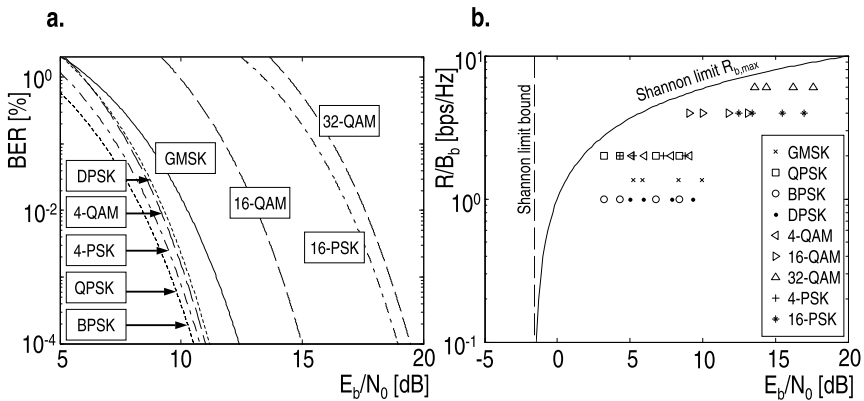 a.
BER [%]
10^0
10^-2
10^-4
DPSK
4-QAM
4-PSK
QPSK
BPSK
GMSK
16-QAM
32-QAM
16-PSK
5
10
15
20
E_b/N_0 [dB]
b.
R/B_b [bps/Hz]
10^1
10^0
10^-1
Shannon limit bound
Shannon limit R_b,max
GMSK
QPSK
BPSK
DPSK
4-QAM
16-QAM
32-QAM
4-PSK
16-PSK
-5
0
5
10
15
20
E_b/N_0 [dB]